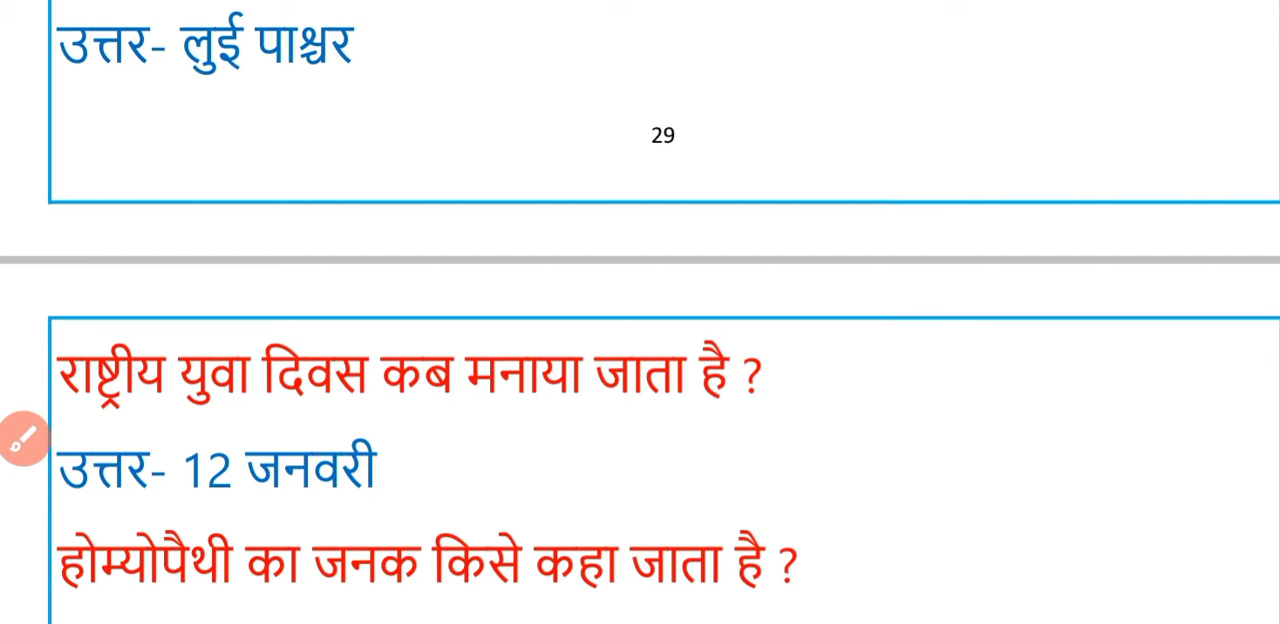 उत्तर- लुई पाश्चर
29
राष्ट्रीय युवा दिवस कब मनाया जाता है ?
उत्तर- 12 जनवरी
होम्योपैथी का जनक किसे कहा जाता है ?